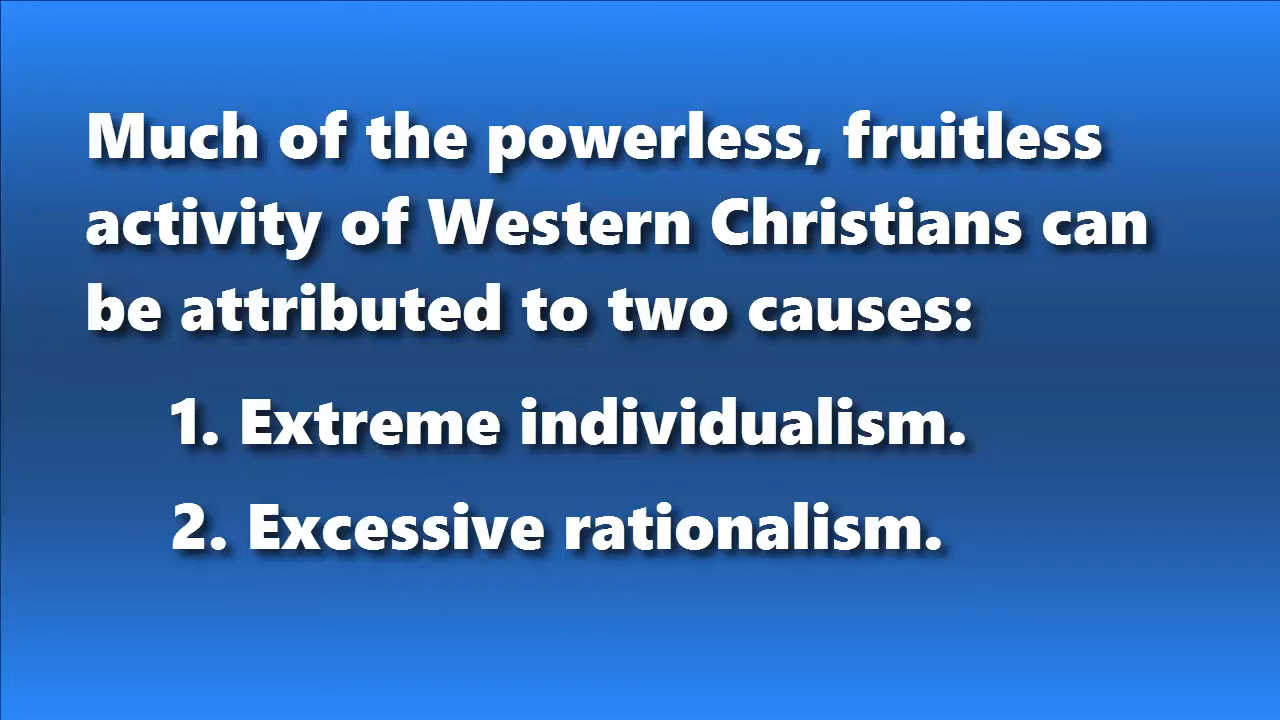 Much of the powerless, fruitless
activity of Western Christians can
be attributed to two causes:
1. Extreme individualism.
2. Excessive rationalism.